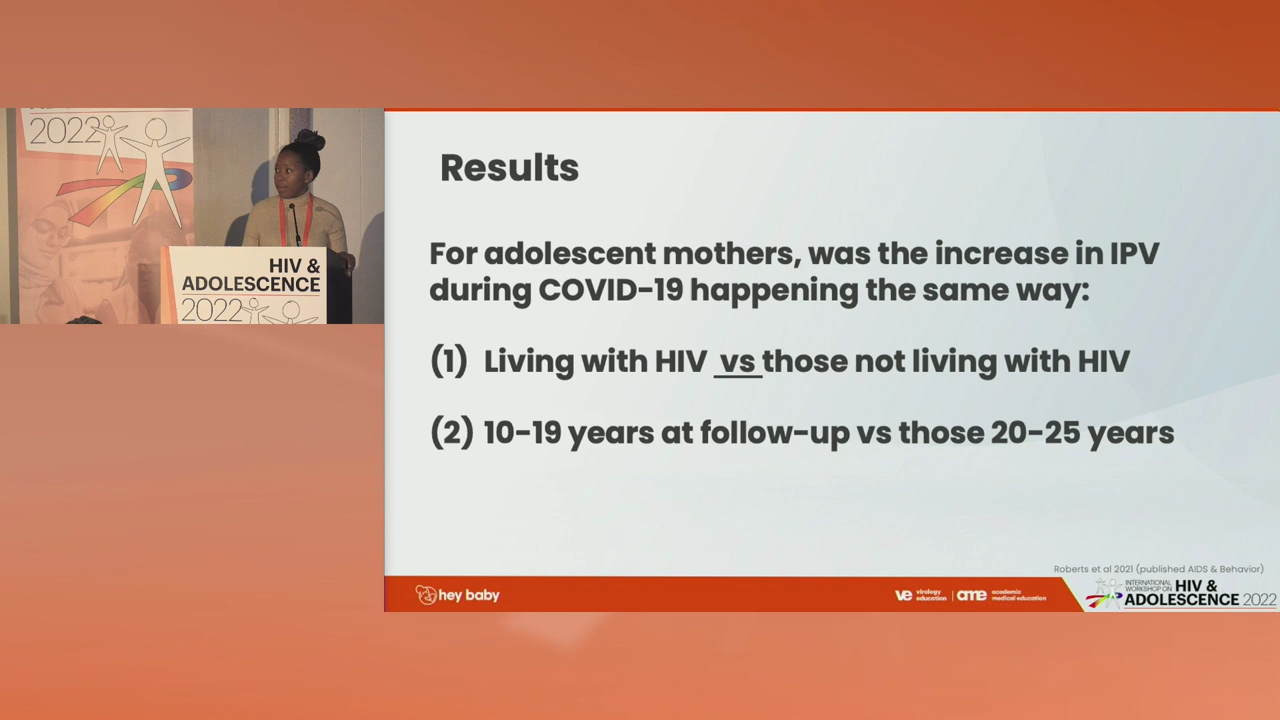 2022
HIV &
ADOLESCENCE
2022
Results
For adolescent mothers, was the increase in IPV
during COVID-19 happening the same way:
(1) Living with HIV vs those not living with HIV
(2) 10-19 years at follow-up vs those 20-25 years
Roberts et al 2021 (published AIDS & Behavior)
hey baby
ve virology education | ame academic medical education
INTERNATIONAL WORKSHOP ON HIV &
ADOLESCENCE 2022